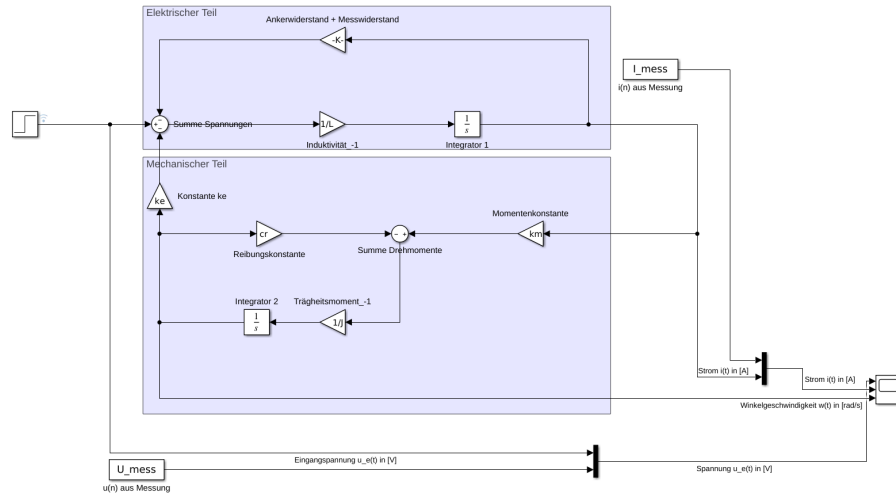 Elektrischer Teil
Ankerwiderstand + Messwiderstand
-K-
I_mess
i(n) aus Messung
Summe Spannungen
1/L
1
s
Induktivität_-1
Integrator 1
Mechanischer Teil
ke
Konstante ke
Momentenkonstante
cr
km
Reibungskonstante
Summe Drehmomente
Integrator 2
Trägheitsmoment_-1
1
s
1/J
Strom i(t) in [A]
Strom i(t) in [A]
Winkelgeschwindigkeit w(t) in [rad/s]
Eingangspannung u_e(t) in [V]
U_mess
Spannung u_e(t) in [V]
u(n) aus Messung